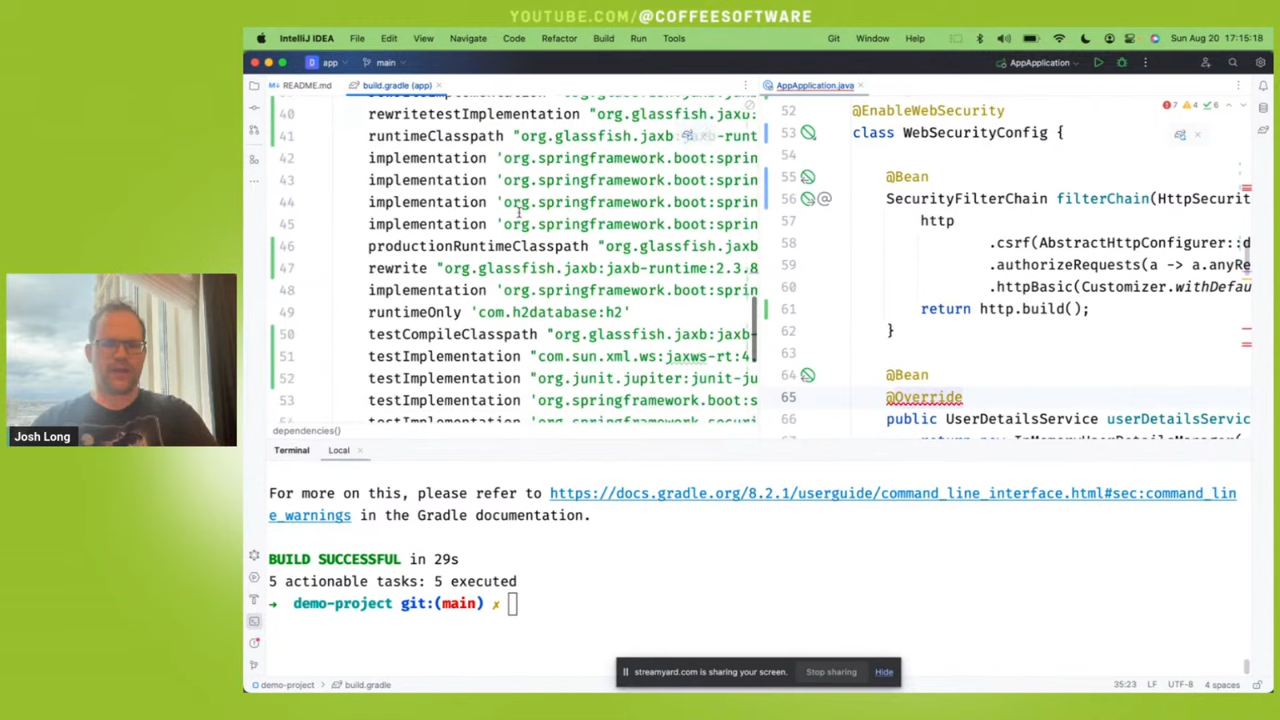 YOUTUBE.COM/@COFFEESOFTWARE
IntelliJ IDEA File Edit View Navigate Code Refactor Build Run Tools Git Window Help Sun Aug 20 17:15:18
D app main AppApplication
README.md build.gradle (app) AppApplication.java
40 rewritetestImplementation "org.glassfish.jaxb:
41 runtimeClasspath "org.glassfish.jaxb:jaxb-runt
42 implementation 'org.springframework.boot:sprin
43 implementation 'org.springframework.boot:sprin
44 implementation 'org.springframework.boot:sprin
45 implementation 'org.springframework.boot:sprin
46 productionRuntimeClasspath "org.glassfish.jaxb
47 rewrite "org.glassfish.jaxb:jaxb-runtime:2.3.8
48 implementation 'org.springframework.boot:sprin
49 runtimeOnly 'com.h2database:h2'
50 testCompileClasspath "org.glassfish.jaxb:jaxb-
51 testImplementation "com.sun.xml.ws:jaxws-rt:4
52 testImplementation "org.junit.jupiter:junit-ju
53 testImplementation 'org.springframework.boot:s
dependencies()
52 @EnableWebSecurity
7 4 6
53 class WebSecurityConfig {
54
55 @Bean
56 SecurityFilterChain filterChain(HttpSecurit
57 http
58 .csrf(AbstractHttpConfigurer::d
59 .authorizeRequests(a -> a.anyRe
60 .httpBasic(Customizer.withDefau
61 return http.build();
62 }
63
64 @Bean
65 @Override
66 public UserDetailsService userDetailsServic
Terminal Local
For more on this, please refer to https://docs.gradle.org/8.2.1/userguide/command_line_interface.html#sec:command_lin
e_warnings in the Gradle documentation.
BUILD SUCCESSFUL in 29s
5 actionable tasks: 5 executed
→ demo-project git:(main) ✗
Josh Long
streamyard.com is sharing your screen. Stop sharing Hide
demo-project > build.gradle 35:23 LF UTF-8 4 spaces